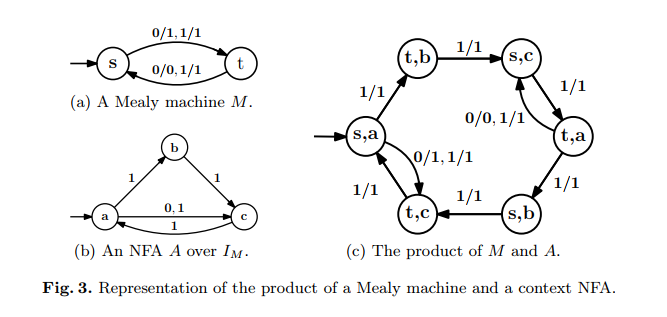 0/1, 1/1
s
t
0/0, 1/1
(a) A Mealy machine M.
b
1
1
0, 1
a
c
1
(b) An NFA A over I_M.
t,b
1/1
s,c
1/1
1/1
0/0, 1/1
s,a
t,a
0/1, 1/1
1/1
1/1
1/1
t,c
s,b
(c) The product of M and A.
Fig. 3. Representation of the product of a Mealy machine and a context NFA.